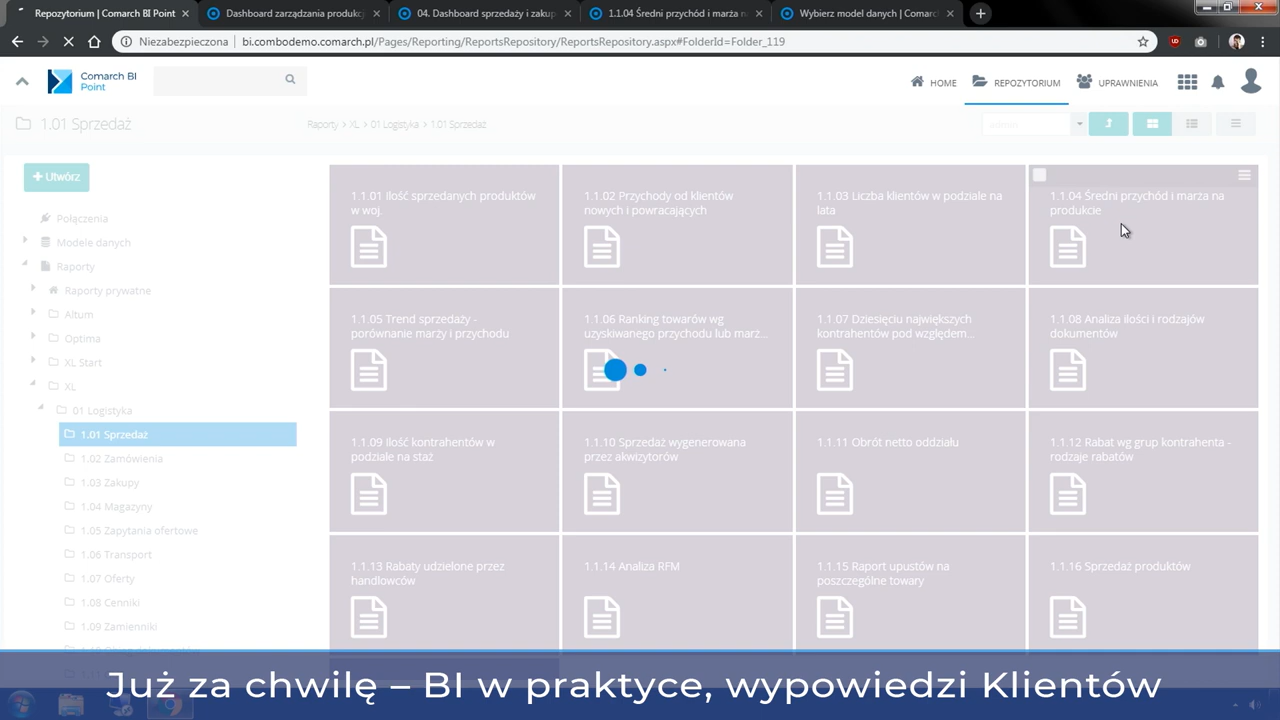 Repozytorium | Comarch BI Point
Dashboard zarządzania produkc
04. Dashboard sprzedaży i zakup
1.1.04 Średni przychód i marża n
Wybierz model danych | Comarc
Niezabezpieczona | bi.combodemo.comarch.pl/Pages/Reporting/ReportsRepository/ReportsRepository.aspx#FolderId=Folder_119
Comarch BI
Point
HOME
REPOZYTORIUM
UPRAWNIENIA
1.01 Sprzedaż
Raporty > XL > 01 Logistyka > 1.01 Sprzedaż
+ Utwórz
Połączenia
Modele danych
Raporty
Raporty prywatne
Altum
Optima
XL Start
XL
01 Logistyka
1.01 Sprzedaż
1.02 Zamówienia
1.03 Zakupy
1.04 Magazyny
1.05 Zapytania ofertowe
1.06 Transport
1.07 Oferty
1.08 Cenniki
1.09 Zamienniki
1.1.01 Ilość sprzedanych produktów
w woj.
1.1.02 Przychody od klientów
nowych i powracających
1.1.03 Liczba klientów w podziale na
lata
1.1.04 Średni przychód i marża na
produkcie
1.1.05 Trend sprzedaży -
porównanie marży i przychodu
1.1.06 Ranking towarów wg
uzyskiwanego przychodu lub marż...
1.1.07 Dziesięciu największych
kontrahentów pod względem...
1.1.08 Analiza ilości i rodzajów
dokumentów
1.1.09 Ilość kontrahentów w
podziale na staż
1.1.10 Sprzedaż wygenerowana
przez akwizytorów
1.1.11 Obrót netto oddziału
1.1.12 Rabat wg grup kontrahenta -
rodzaje rabatów
1.1.13 Rabaty udzielone przez
handlowców
1.1.14 Analiza RFM
1.1.15 Raport upustów na
poszczególne towary
1.1.16 Sprzedaż produktów
Już za chwilę – BI w praktyce, wypowiedzi Klientów